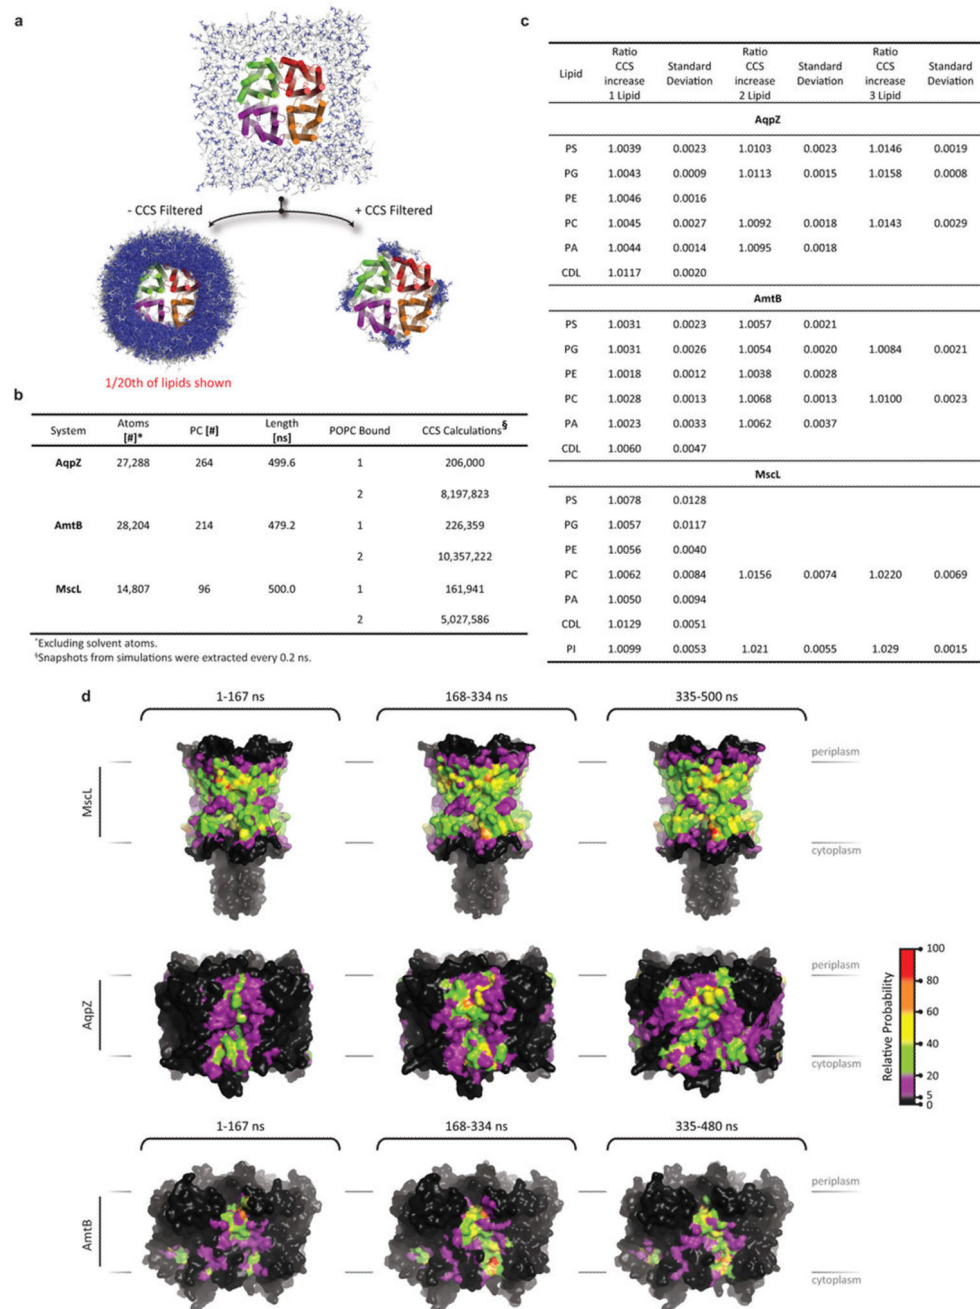 a
- CCS Filtered
+ CCS Filtered
1/20th of lipids shown
b
System Atoms [#]* PC [#] Length [ns] POPC Bound CCS Calculations§
AqpZ 27,288 264 499.6 1 206,000
2 8,197,823
AmtB 28,204 214 479.2 1 226,359
2 10,357,222
MscL 14,807 96 500.0 1 161,941
2 5,027,586
*Excluding solvent atoms.
§Snapshots from simulations were extracted every 0.2 ns.
c
Lipid Ratio CCS increase 1 Lipid Standard Deviation Ratio CCS increase 2 Lipid Standard Deviation Ratio CCS increase 3 Lipid Standard Deviation
AqpZ
PS 1.0039 0.0023 1.0103 0.0023 1.0146 0.0019
PG 1.0043 0.0009 1.0113 0.0015 1.0158 0.0008
PE 1.0046 0.0016
PC 1.0045 0.0027 1.0092 0.0018 1.0143 0.0029
PA 1.0044 0.0014 1.0095 0.0018
CDL 1.0117 0.0020
AmtB
PS 1.0031 0.0023 1.0057 0.0021
PG 1.0031 0.0026 1.0054 0.0020 1.0084 0.0021
PE 1.0018 0.0012 1.0038 0.0028
PC 1.0028 0.0013 1.0068 0.0013 1.0100 0.0023
PA 1.0023 0.0033 1.0062 0.0037
CDL 1.0060 0.0047
MscL
PS 1.0078 0.0128
PG 1.0057 0.0117
PE 1.0056 0.0040
PC 1.0062 0.0084 1.0156 0.0074 1.0220 0.0069
PA 1.0050 0.0094
CDL 1.0129 0.0051
PI 1.0099 0.0053 1.021 0.0055 1.029 0.0015
d
1-167 ns 168-334 ns 335-500 ns
MscL
periplasm
cytoplasm
AqpZ
periplasm
cytoplasm
Relative Probability
100
80
60
40
20
5
0
1-167 ns 168-334 ns 335-480 ns
AmtB
periplasm
cytoplasm